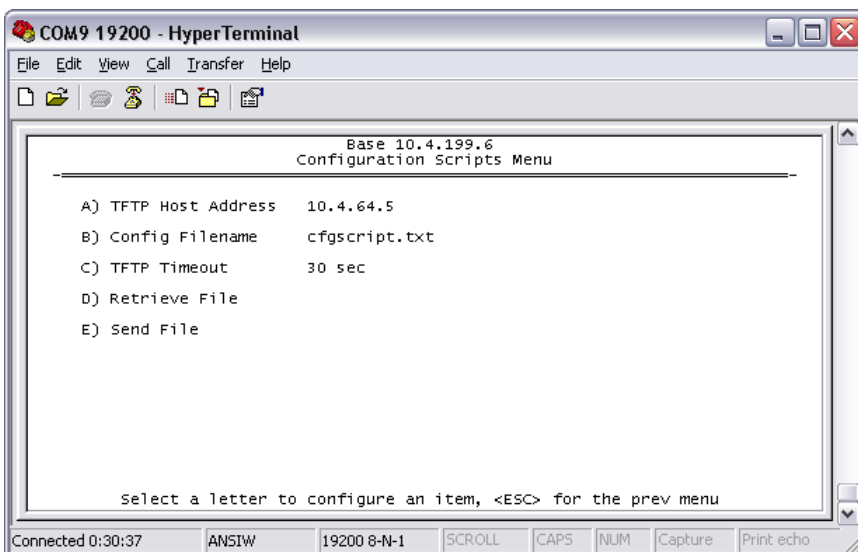 COM9 19200 - HyperTerminal
File Edit View Call Transfer Help
Base 10.4.199.6
Configuration Scripts Menu
A) TFTP Host Address 10.4.64.5
B) Config Filename cfgscript.txt
C) TFTP Timeout 30 sec
D) Retrieve File
E) Send File
Select a letter to configure an item, <ESC> for the prev menu
Connected 0:30:37 ANSIW 19200 8-N-1 SCROLL CAPS NUM Capture Print echo